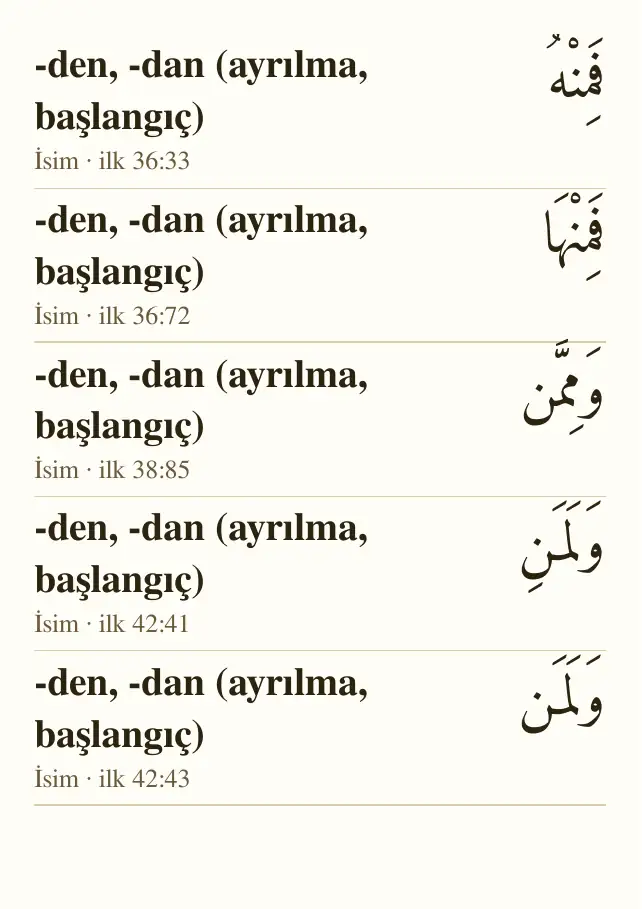 -den, -dan (ayrılma, فَمِنْهُ
başlangıç)
İsim · ilk 36:33
-den, -dan (ayrılma, فَمِنْهَا
başlangıç)
İsim · ilk 36:72
-den, -dan (ayrılma, وَمِمَّن
başlangıç)
İsim · ilk 38:85
-den, -dan (ayrılma, وَلَمَنِ
başlangıç)
İsim · ilk 42:41
-den, -dan (ayrılma, وَلَمَن
başlangıç)
İsim · ilk 42:43